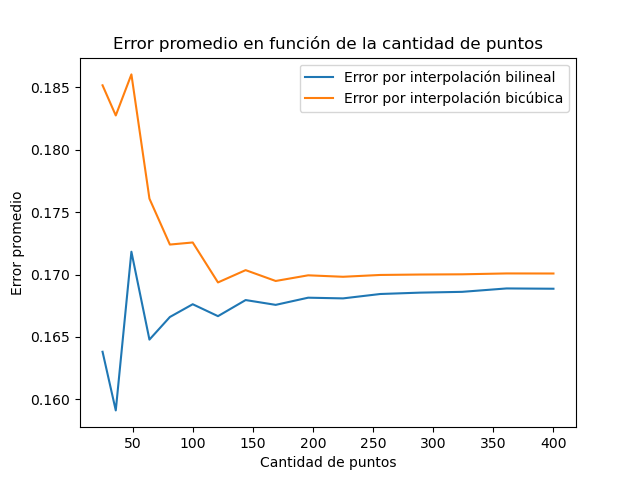 Error promedio en función de la cantidad de puntos
Error por interpolación bilineal
Error por interpolación bicúbica
0.185
0.180
0.175
0.170
0.165
0.160
Error promedio
50 100 150 200 250 300 350 400
Cantidad de puntos